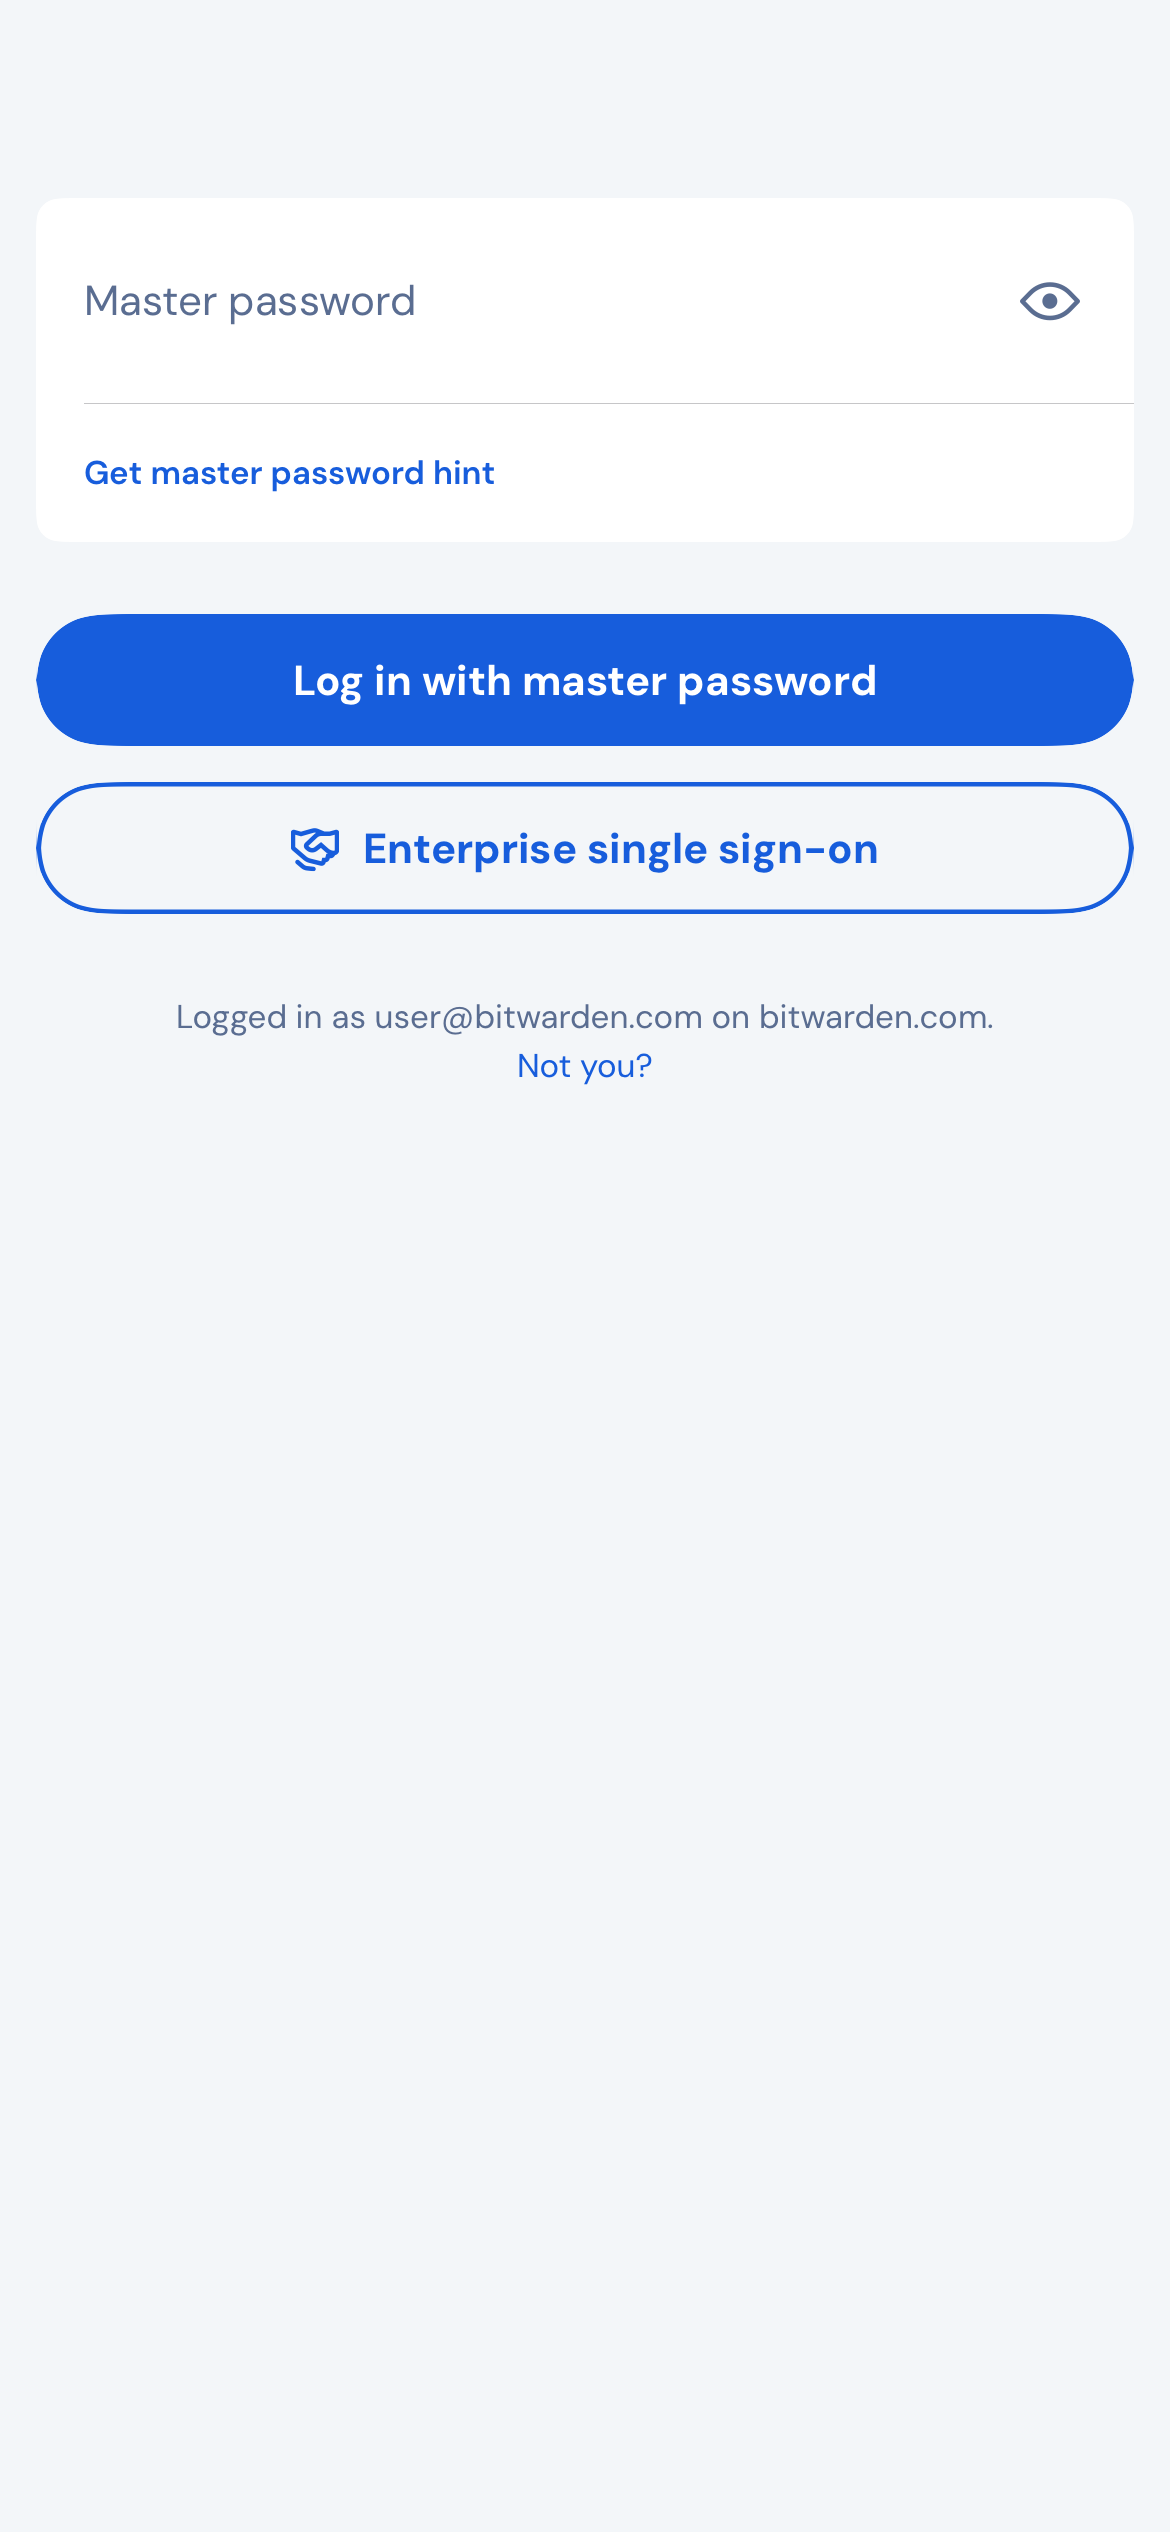 Master password
Get master password hint
Log in with master password
Enterprise single sign-on
Logged in as user@bitwarden.com on bitwarden.com.
Not you?